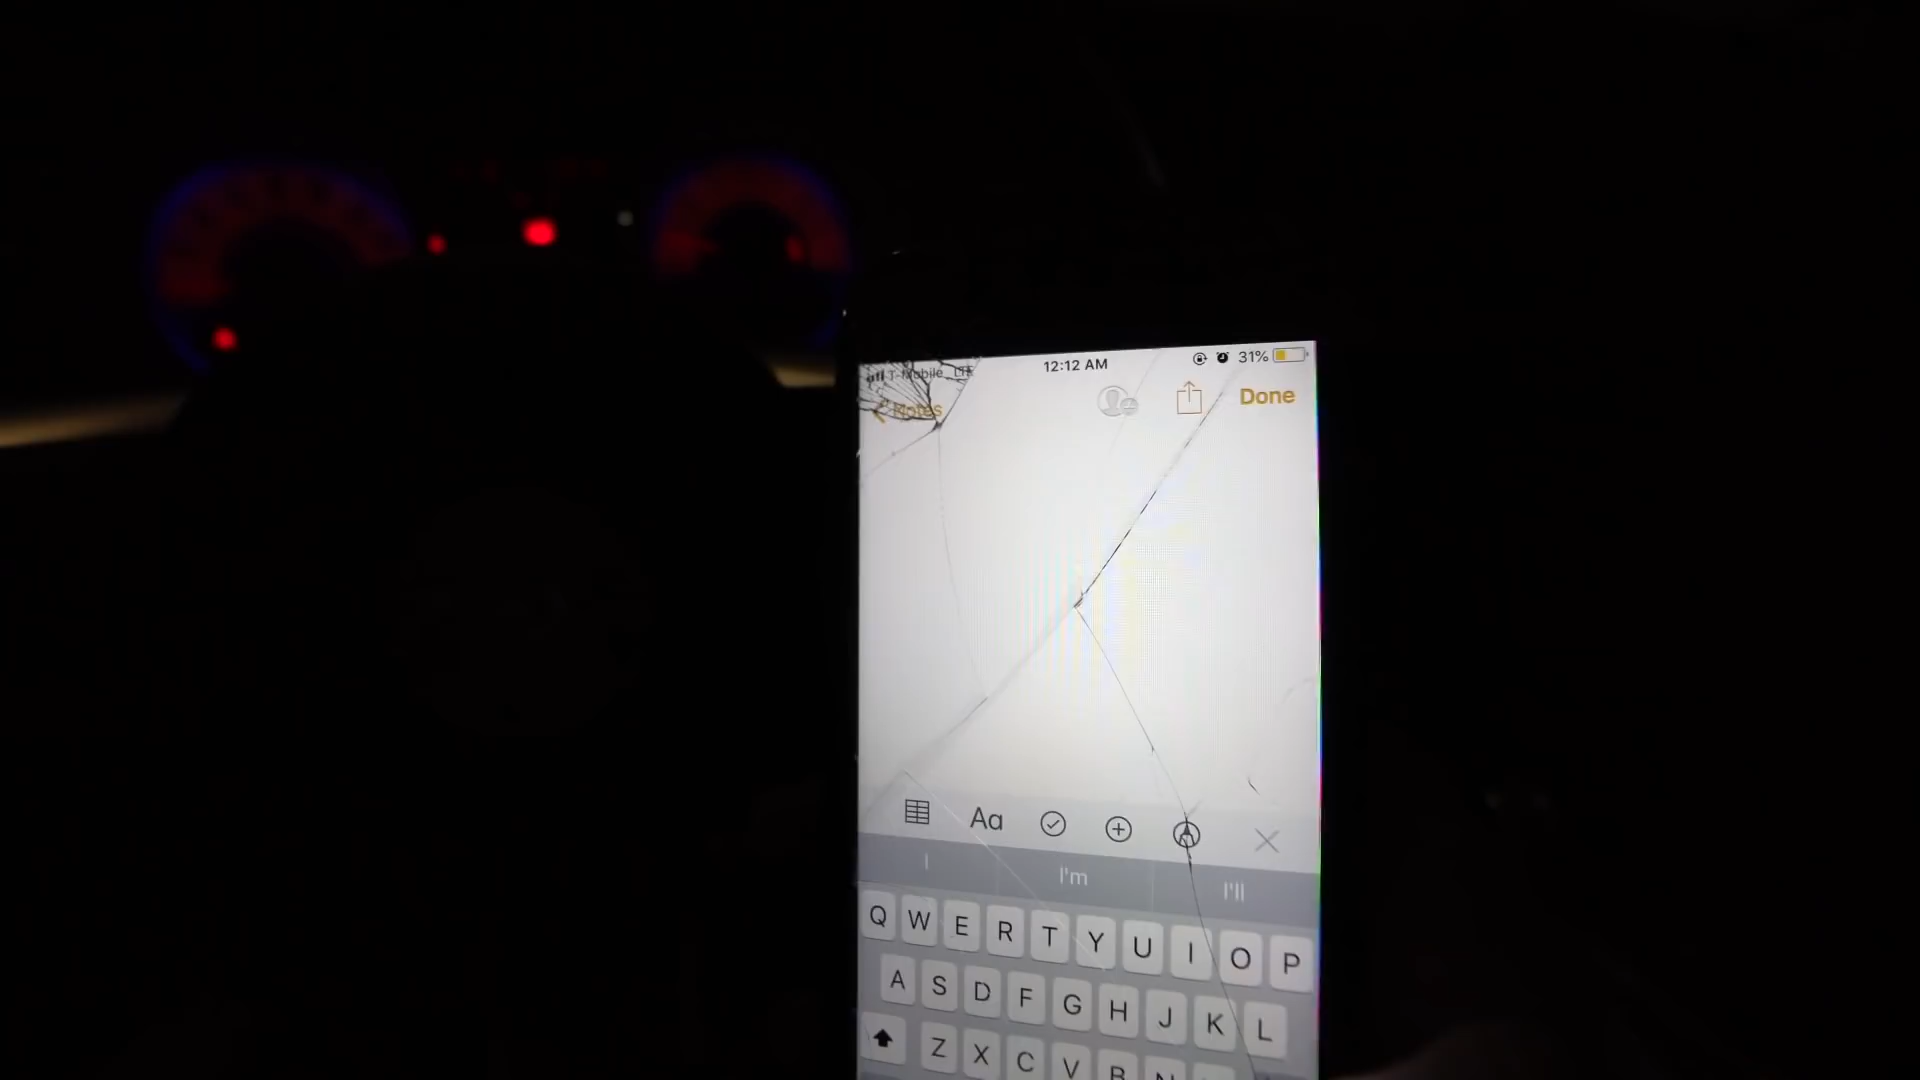 T-Mobile LTE 12:12 AM 31%
Notes Done
Aa
I I'm I'll
Q W E R T Y U I O P
A S D F G H J K L
Z X C V B N